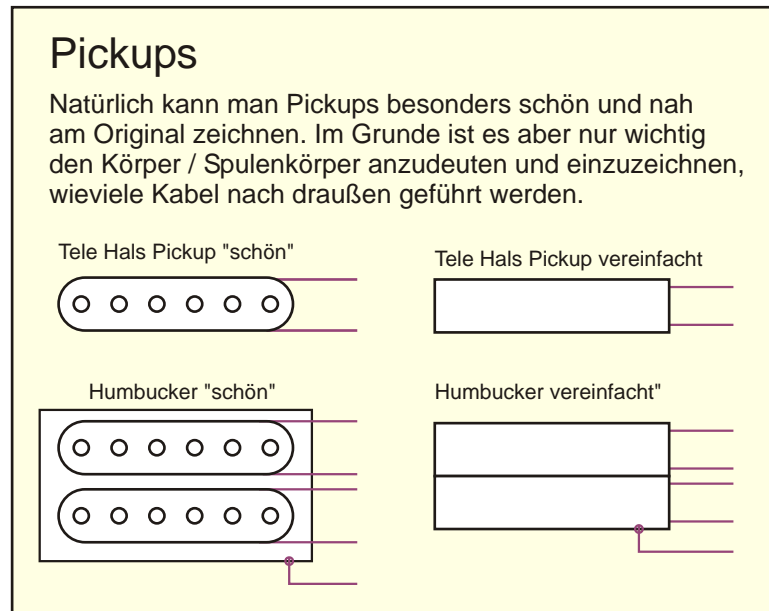 Pickups
Natürlich kann man Pickups besonders schön und nah
am Original zeichnen. Im Grunde ist es aber nur wichtig
den Körper / Spulenkörper anzudeuten und einzuzeichnen,
wieviele Kabel nach draußen geführt werden.
Tele Hals Pickup "schön"
Tele Hals Pickup vereinfacht
Humbucker "schön"
Humbucker vereinfacht"